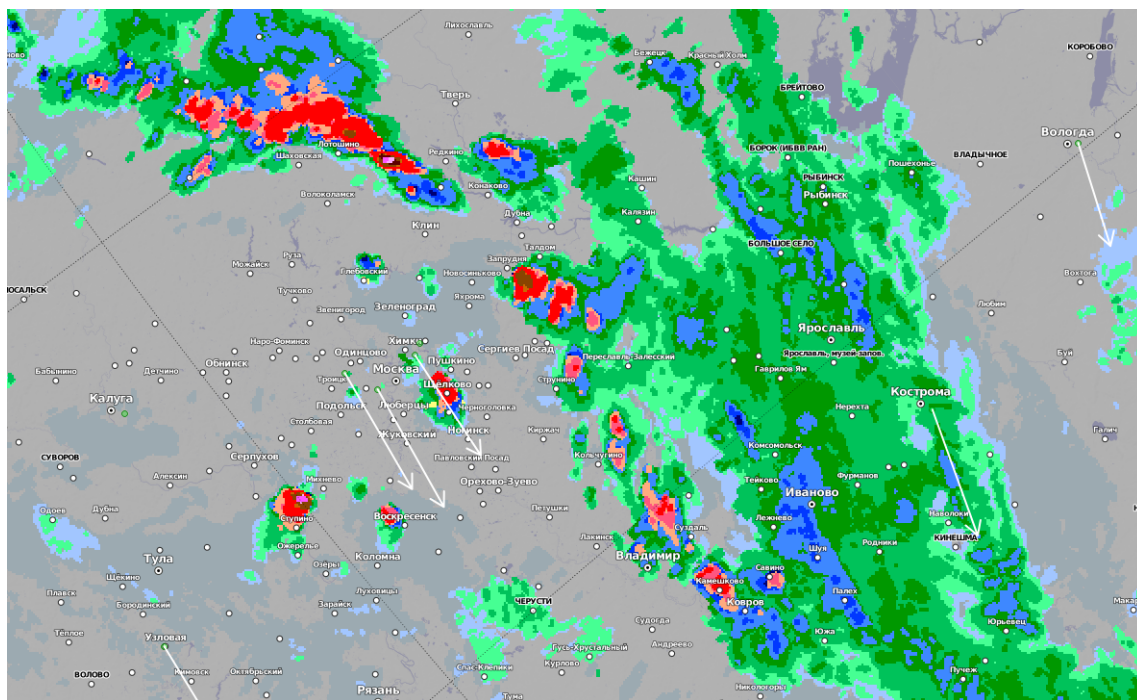 Лихославль
КОРОБОВО
Бежецк
Красный Холм
БРЕЙТОВО
Тверь
Вологда
БОРОК (ИБВВ РАН)
ВЛАДЫЧНОЕ
Пошехонье
Лотошино
Шаховская
Редкино
Конаково
Кашин
РЫБИНСК
Рыбинск
Волоколамск
Дубна
Калязин
Клин
БОЛЬШОЕ СЕЛО
Талдом
Запрудня
Руза
Можайск
Глебовский
Новосиньково
Вохтога
Тучково
Яхрома
Любим
Звенигород
Зеленоград
Ярославль
Наро-Фоминск
Химки
Одинцово
Пушкино
Сергиев Посад
Переславль-Залесский
Ярославль, музей-запов.
Буй
Обнинск
Бабынино
Детчино
Москва
Троицк
Щёлково
Струнино
Гаврилов Ям
Калуга
Подольск
Люберцы
Черноголовка
Кострома
Нерехта
Столбовая
Жуковский
Ногинск
Киржач
Галич
Комсомольск
СУВОРОВ
Серпухов
Павловский Посад
Кольчугино
Алексин
Михнево
Орехово-Зуево
Тейково
Фурманов
Иваново
Одоев
Дубна
Ступино
Воскресенск
Петушки
Суздаль
Лежнево
Наволоки
КИНЕШМА
Тула
Ожерелье
Коломна
Лакинск
Владимир
Шуя
Родники
Щёкино
Озёры
Камешково
Савино
Плавск
Бородинский
Зарайск
Луховицы
ЧЕРУСТИ
Ковров
Палех
Судогда
Южа
Юрьевец
Тёплое
Узловая
Гусь-Хрустальный
Андреево
ВОЛОВО
Кимовск
Октябрьский
Спас-Клепики
Курлово
Пучеж
Рязань
Тума
Никологоры